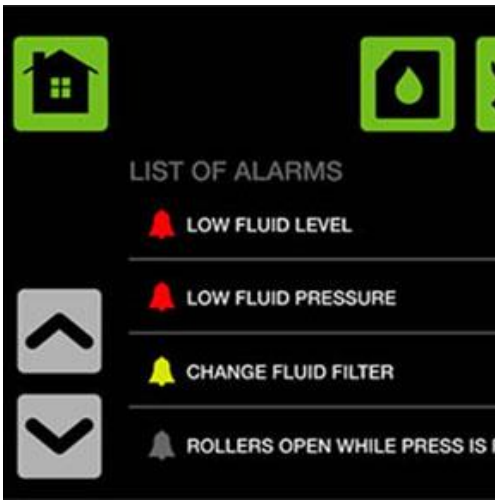 LIST OF ALARMS
LOW FLUID LEVEL
LOW FLUID PRESSURE
CHANGE FLUID FILTER
ROLLERS OPEN WHILE PRESS IS